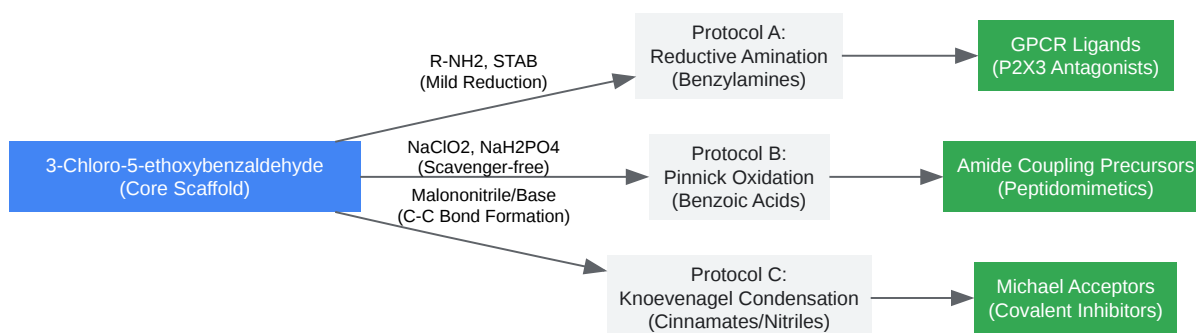 3-Chloro-5-ethoxybenzaldehyde
(Core Scaffold)
R-NH2, STAB
(Mild Reduction)
Protocol A:
Reductive Amination
(Benzylamines)
GPCR Ligands
(P2X3 Antagonists)
NaClO2, NaH2PO4
(Scavenger-free)
Protocol B:
Pinnick Oxidation
(Benzoic Acids)
Amide Coupling Precursors
(Peptidomimetics)
Malononitrile/Base
(C-C Bond Formation)
Protocol C:
Knoevenagel Condensation
(Cinnamates/Nitriles)
Michael Acceptors
(Covalent Inhibitors)